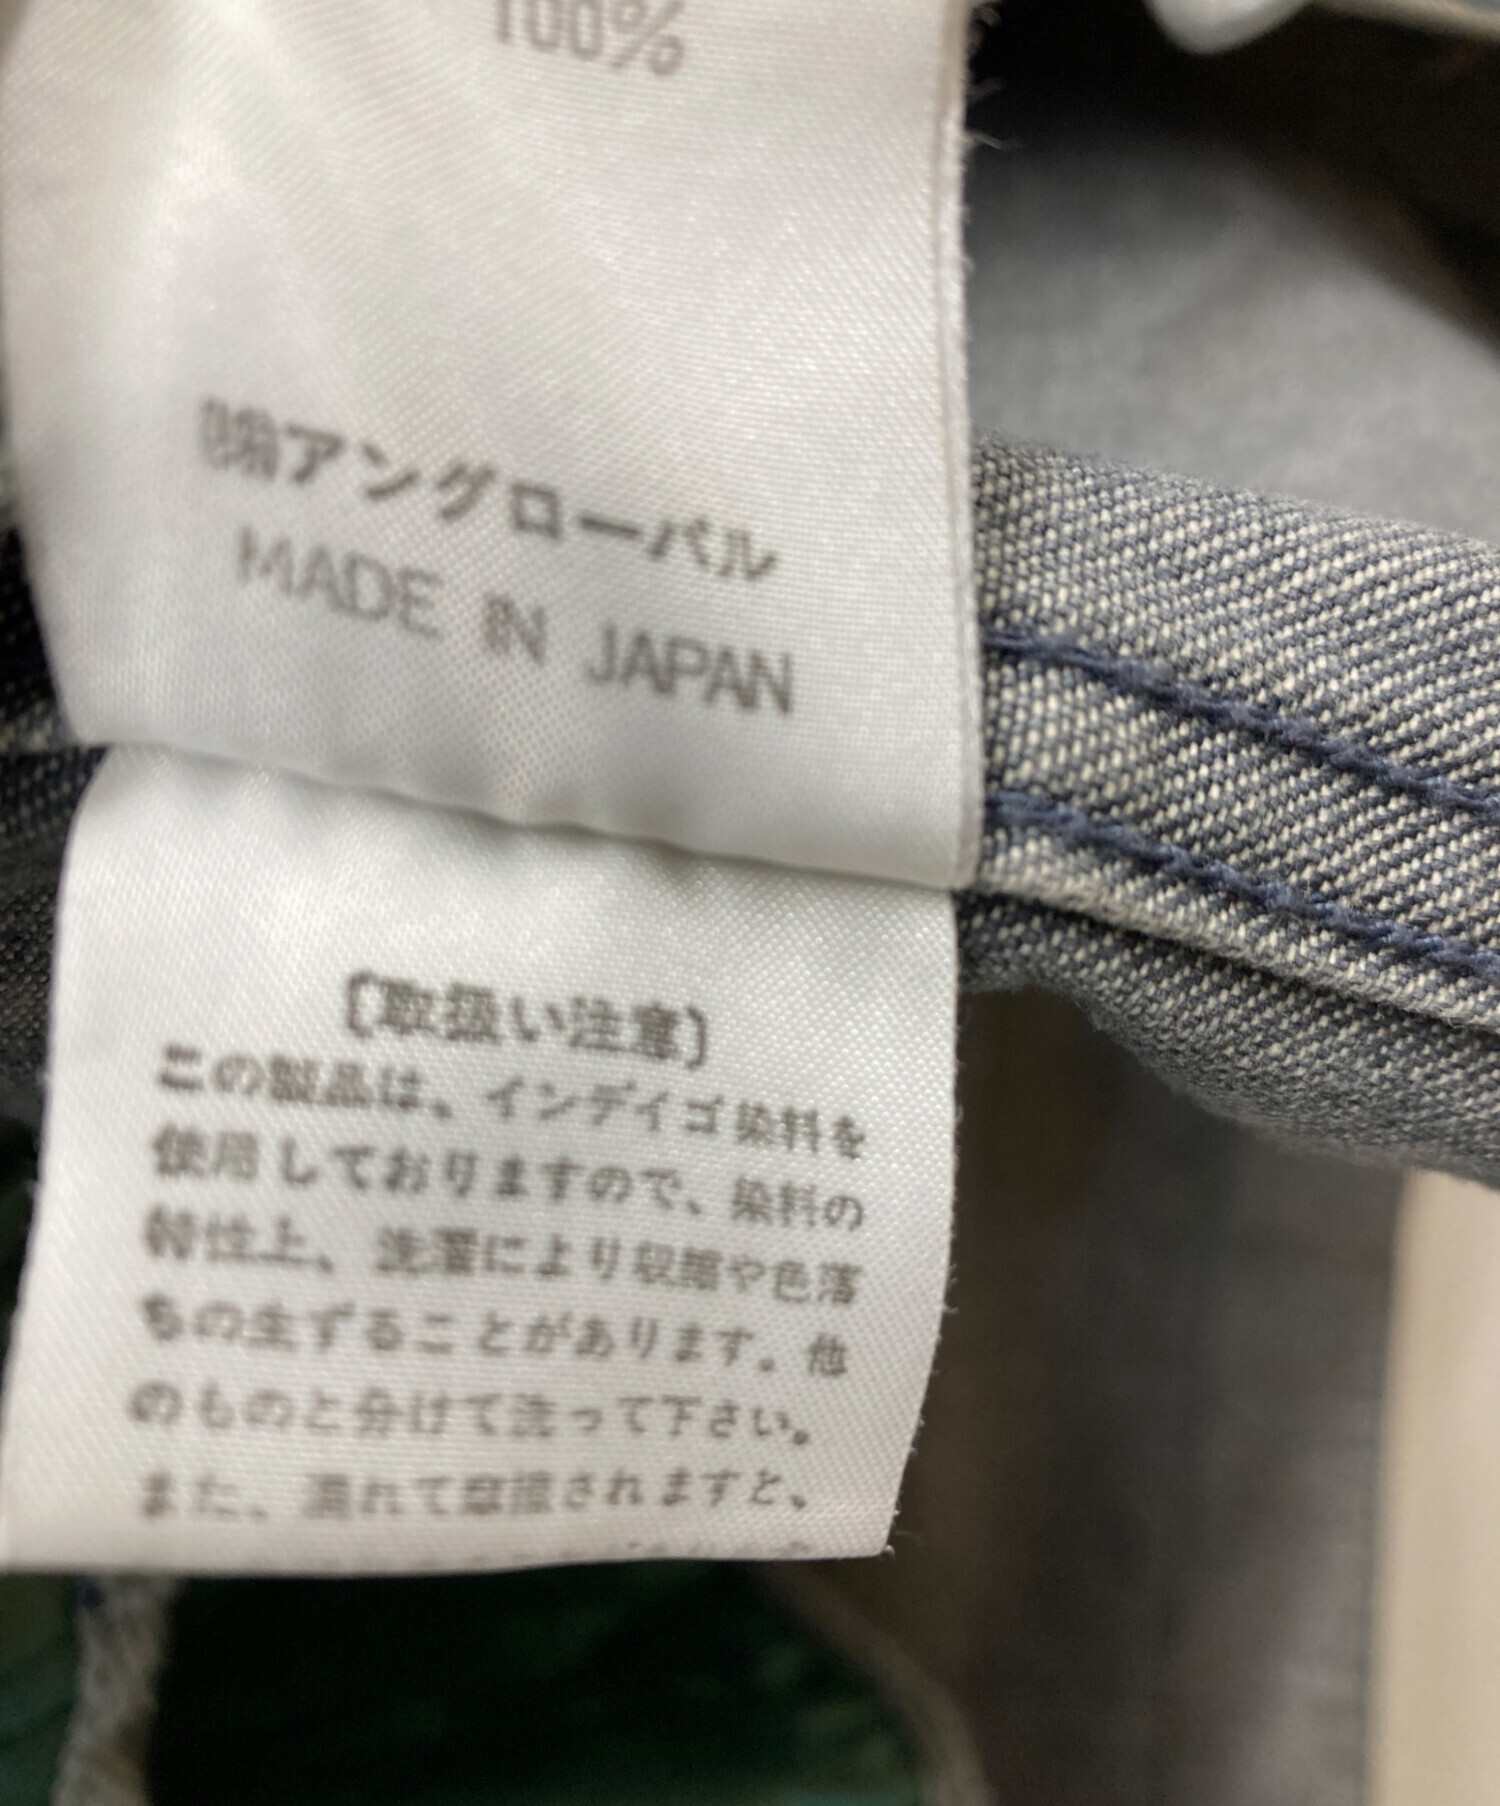 100%
㈱アングローバル
MADE IN JAPAN
〔取扱い注意〕
この製品は、インディゴ染料を
使用しておりますので、染料の
特性上、洗濯により収縮や色落
ちの生ずることがあります。他
のものと分けて洗って下さい。
また、濡れて摩擦されますと、